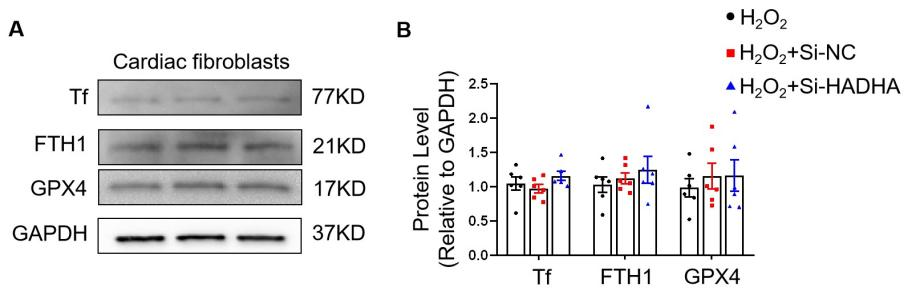 A
Cardiac fibroblasts
Tf 77KD
FTH1 21KD
GPX4 17KD
GAPDH 37KD
B
H₂O₂
H₂O₂+Si-NC
H₂O₂+Si-HADHA
Protein Level
(Relative to GAPDH)
2.5
2.0
1.5
1.0
0.5
0.0
Tf FTH1 GPX4